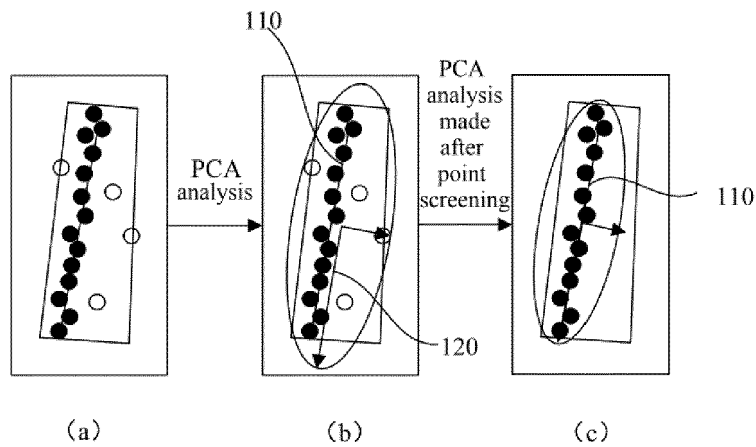 110
PCA
analysis
PCA
analysis
made
after
point
screening
110
120
(a)
(b)
(c)